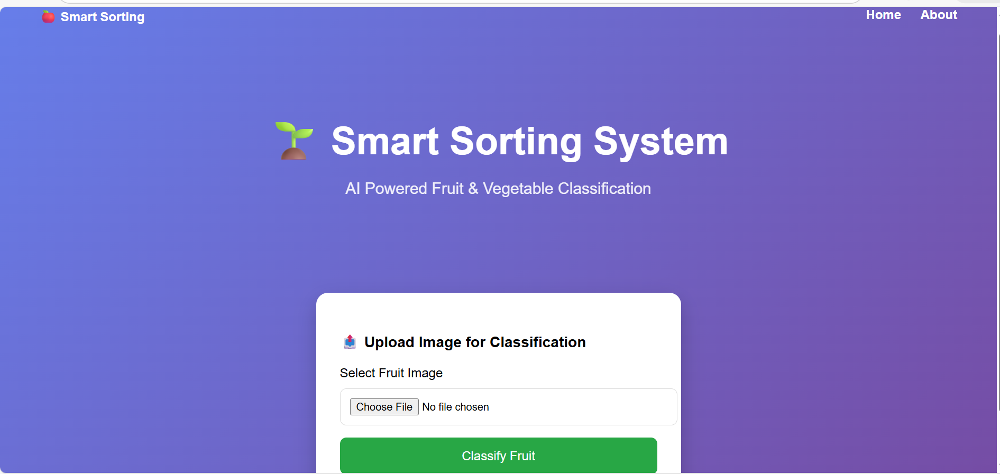 Smart Sorting
Home About
Smart Sorting System
AI Powered Fruit & Vegetable Classification
Upload Image for Classification
Select Fruit Image
Choose File No file chosen
Classify Fruit